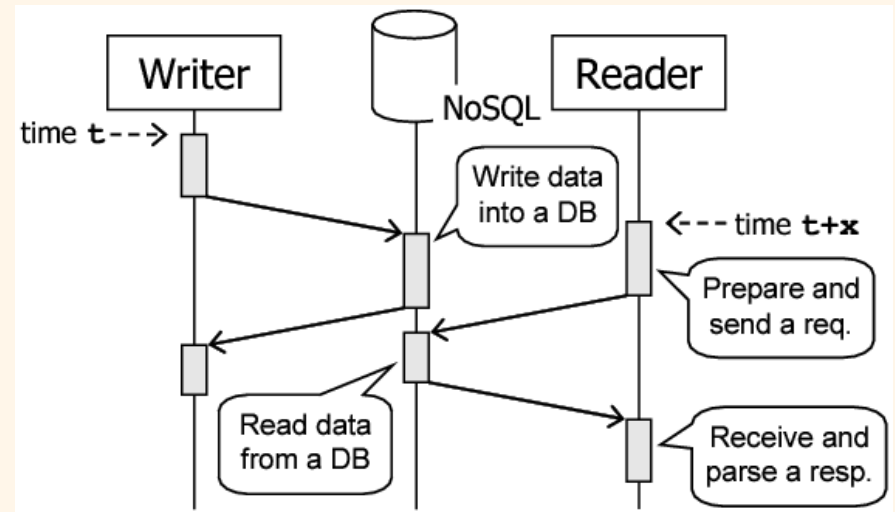 Writer
NoSQL
Reader
time t
Write data
into a DB
time t+x
Prepare and
send a req.
Read data
from a DB
Receive and
parse a resp.